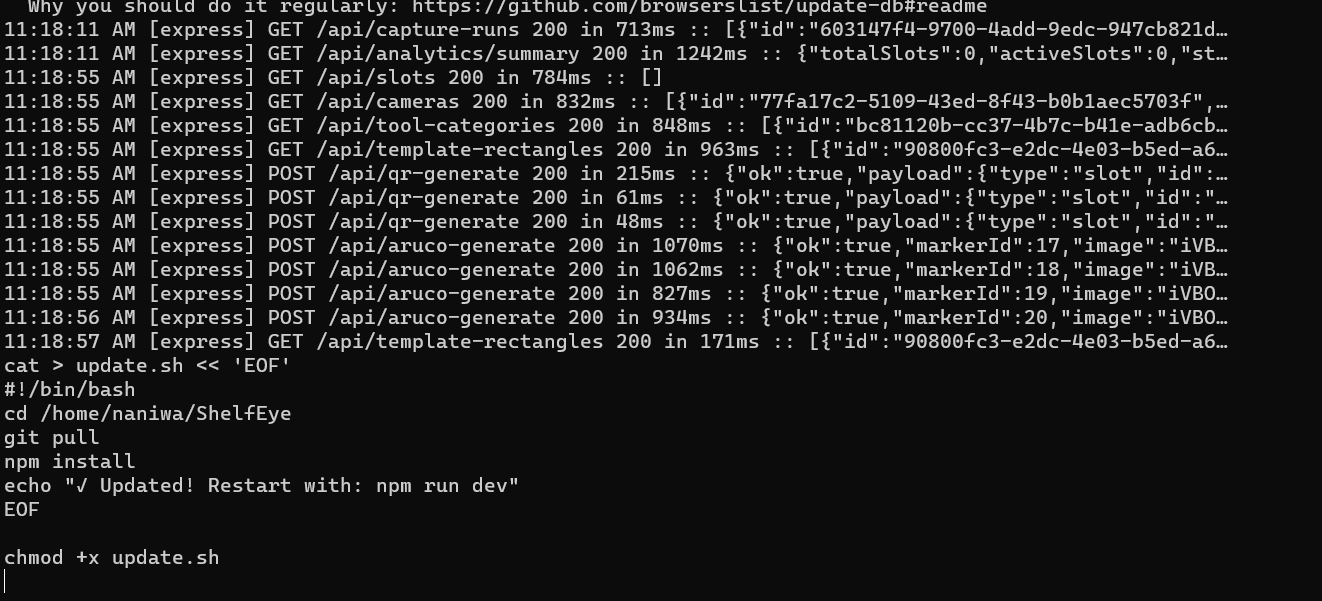 Why you should do it regularly: https://github.com/browserslist/update-db#readme
11:18:11 AM [express] GET /api/capture-runs 200 in 713ms :: [{"id":"603147f4-9700-4add-9edc-947cb821d…
11:18:11 AM [express] GET /api/analytics/summary 200 in 1242ms :: {"totalSlots":0,"activeSlots":0,"st…
11:18:55 AM [express] GET /api/slots 200 in 784ms :: []
11:18:55 AM [express] GET /api/cameras 200 in 832ms :: [{"id":"77fa17c2-5109-43ed-8f43-b0b1aec5703f",…
11:18:55 AM [express] GET /api/tool-categories 200 in 848ms :: [{"id":"bc81120b-cc37-4b7c-b41e-adb6cb…
11:18:55 AM [express] GET /api/template-rectangles 200 in 963ms :: [{"id":"90800fc3-e2dc-4e03-b5ed-a6…
11:18:55 AM [express] POST /api/qr-generate 200 in 215ms :: {"ok":true,"payload":{"type":"slot","id":…
11:18:55 AM [express] POST /api/qr-generate 200 in 61ms :: {"ok":true,"payload":{"type":"slot","id":"…
11:18:55 AM [express] POST /api/qr-generate 200 in 48ms :: {"ok":true,"payload":{"type":"slot","id":"…
11:18:55 AM [express] POST /api/aruco-generate 200 in 1070ms :: {"ok":true,"markerId":17,"image":"iVB…
11:18:55 AM [express] POST /api/aruco-generate 200 in 1062ms :: {"ok":true,"markerId":18,"image":"iVB…
11:18:55 AM [express] POST /api/aruco-generate 200 in 827ms :: {"ok":true,"markerId":19,"image":"iVBO…
11:18:56 AM [express] POST /api/aruco-generate 200 in 934ms :: {"ok":true,"markerId":20,"image":"iVBO…
11:18:57 AM [express] GET /api/template-rectangles 200 in 171ms :: [{"id":"90800fc3-e2dc-4e03-b5ed-a6…
cat > update.sh << 'EOF'
#!/bin/bash
cd /home/naniwa/ShelfEye
git pull
npm install
echo "√ Updated! Restart with: npm run dev"
EOF
chmod +x update.sh